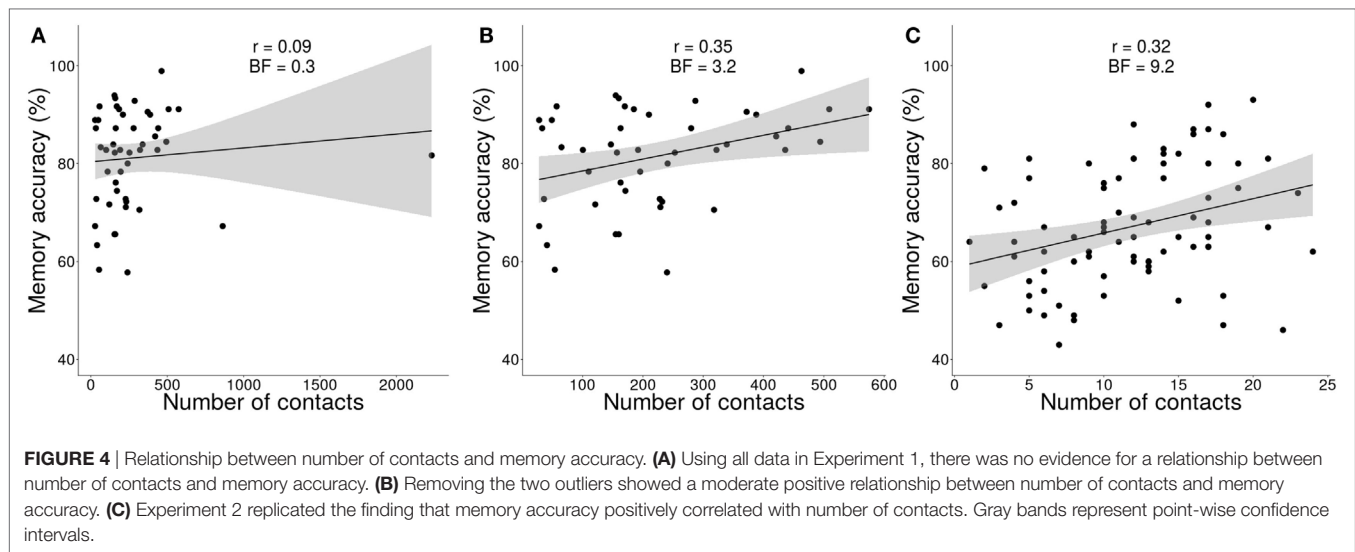 A
r = 0.09
BF = 0.3
Memory accuracy (%)
100
80
60
40
0 500 1000 1500 2000
Number of contacts
B
r = 0.35
BF = 3.2
Memory accuracy (%)
100
80
60
40
100 200 300 400 500 600
Number of contacts
C
r = 0.32
BF = 9.2
Memory accuracy (%)
100
80
60
40
0 5 10 15 20 25
Number of contacts
FIGURE 4 | Relationship between number of contacts and memory accuracy. (A) Using all data in Experiment 1, there was no evidence for a relationship between
number of contacts and memory accuracy. (B) Removing the two outliers showed a moderate positive relationship between number of contacts and memory
accuracy. (C) Experiment 2 replicated the finding that memory accuracy positively correlated with number of contacts. Gray bands represent point-wise confidence
intervals.